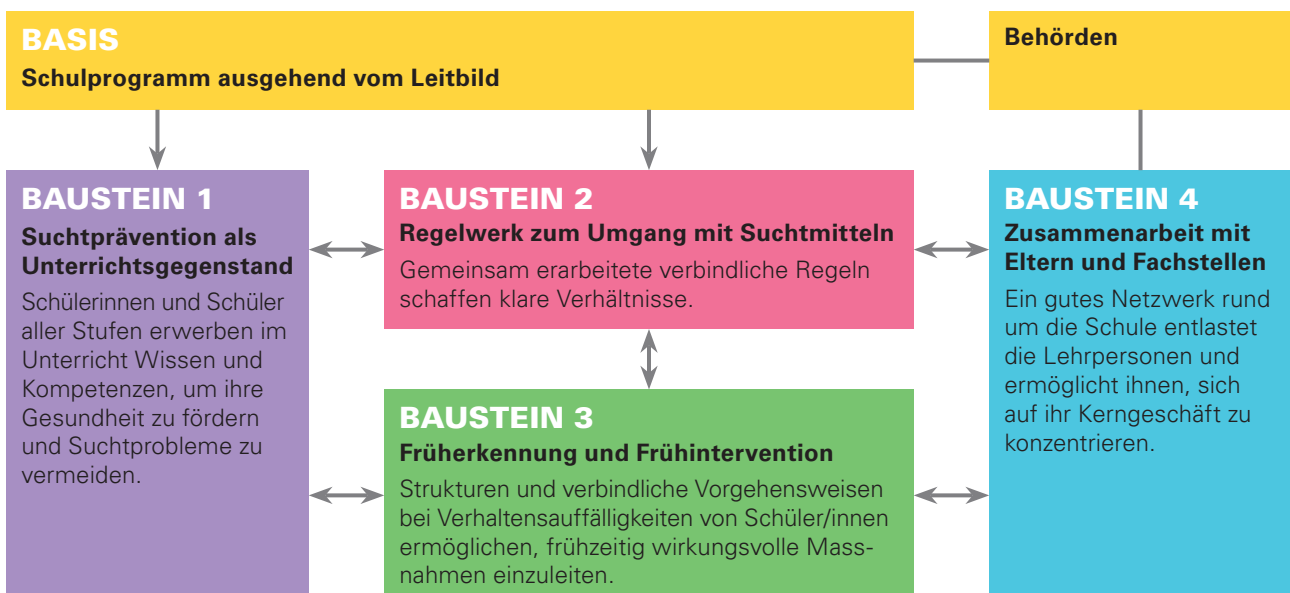 BASIS
Schulprogramm ausgehend vom Leitbild
Behörden
BAUSTEIN 1
Suchtprävention als
Unterrichtsgegenstand
Schülerinnen und Schüler
aller Stufen erwerben im
Unterricht Wissen und
Kompetenzen, um ihre
Gesundheit zu fördern
und Suchtprobleme zu
vermeiden.
BAUSTEIN 2
Regelwerk zum Umgang mit Suchtmitteln
Gemeinsam erarbeitete verbindliche Regeln
schaffen klare Verhältnisse.
BAUSTEIN 3
Früherkennung und Frühintervention
Strukturen und verbindliche Vorgehensweisen
bei Verhaltensauffälligkeiten von Schüler/innen
ermöglichen, frühzeitig wirkungsvolle Mass-
nahmen einzuleiten.
BAUSTEIN 4
Zusammenarbeit mit
Eltern und Fachstellen
Ein gutes Netzwerk rund
um die Schule entlastet
die Lehrpersonen und
ermöglicht ihnen, sich
auf ihr Kerngeschäft zu
konzentrieren.